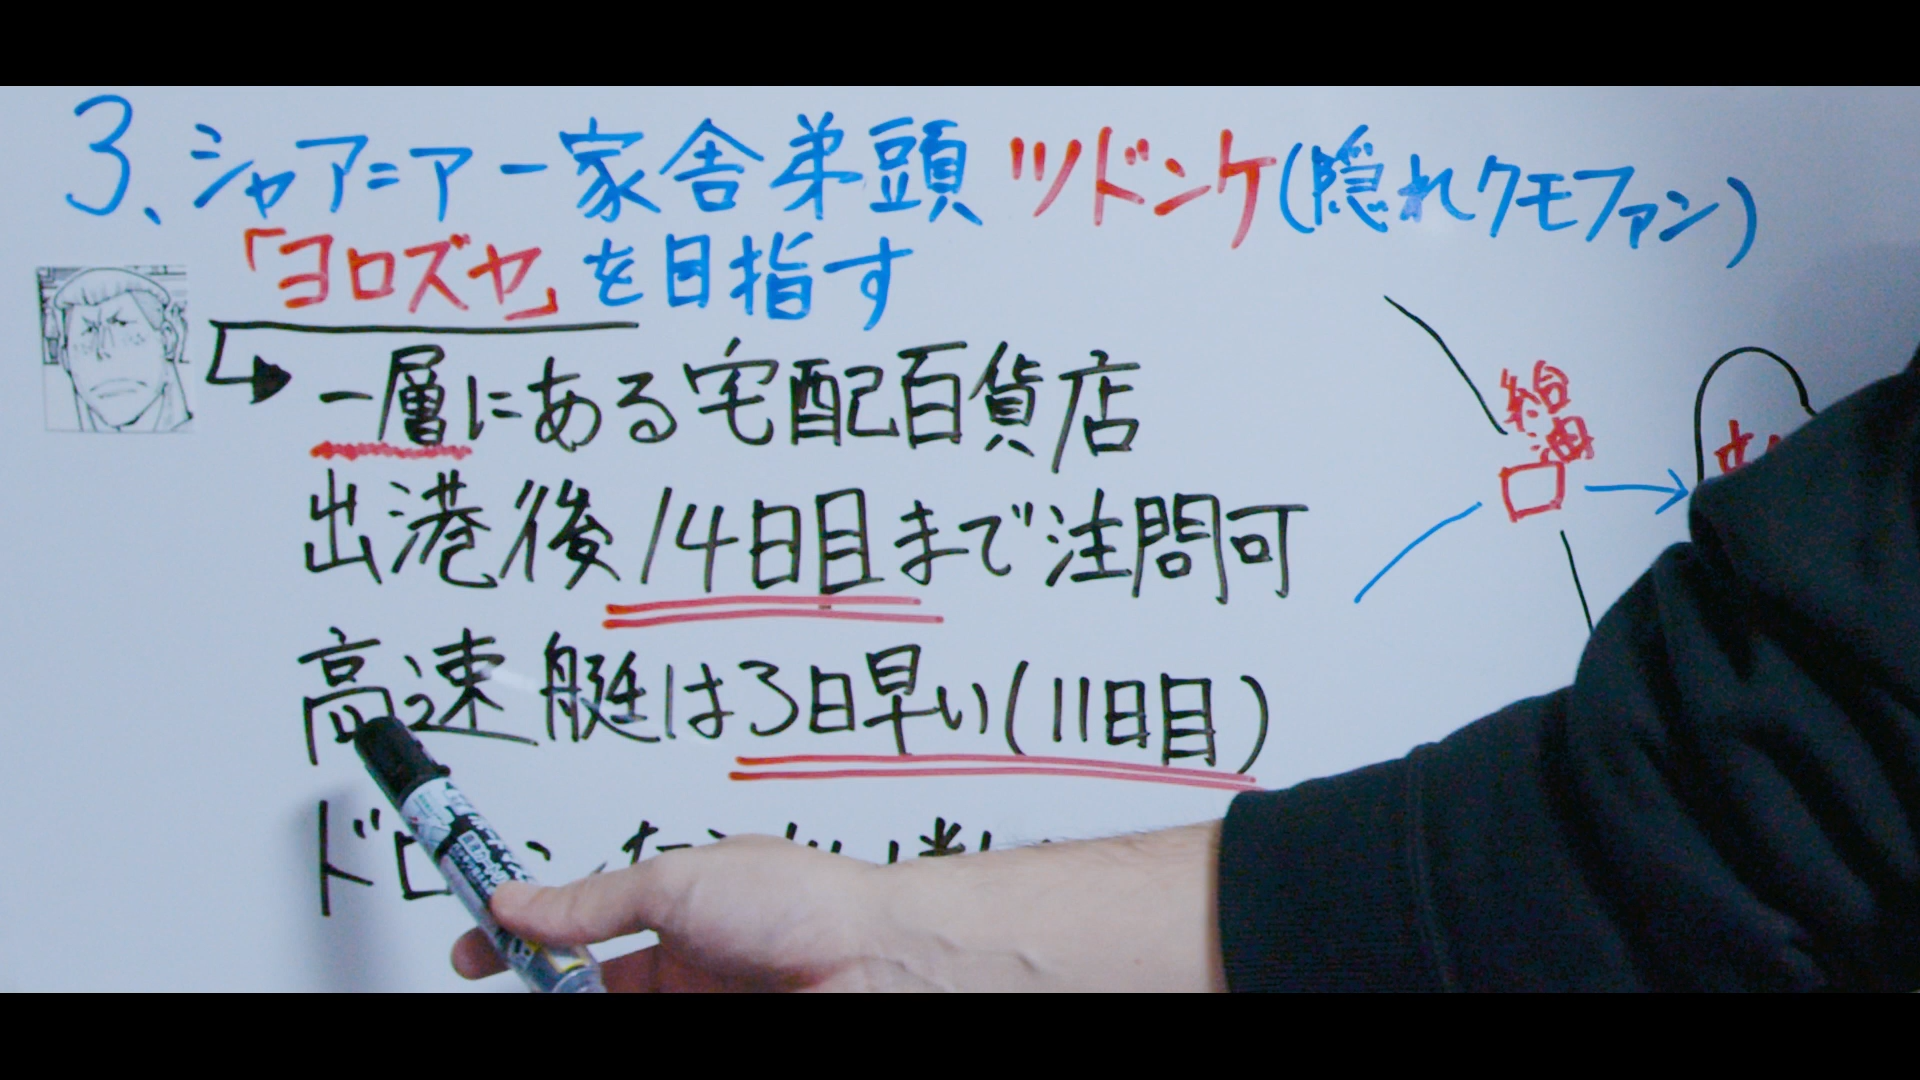 3、シャ＝ア一家舎弟頭 ツドンケ(隠れクモファン)
「ヨロズヤ」を目指す
一層にある宅配百貨店
出港後14日目まで注問可
高速艇は3日早い(11日目)
給油